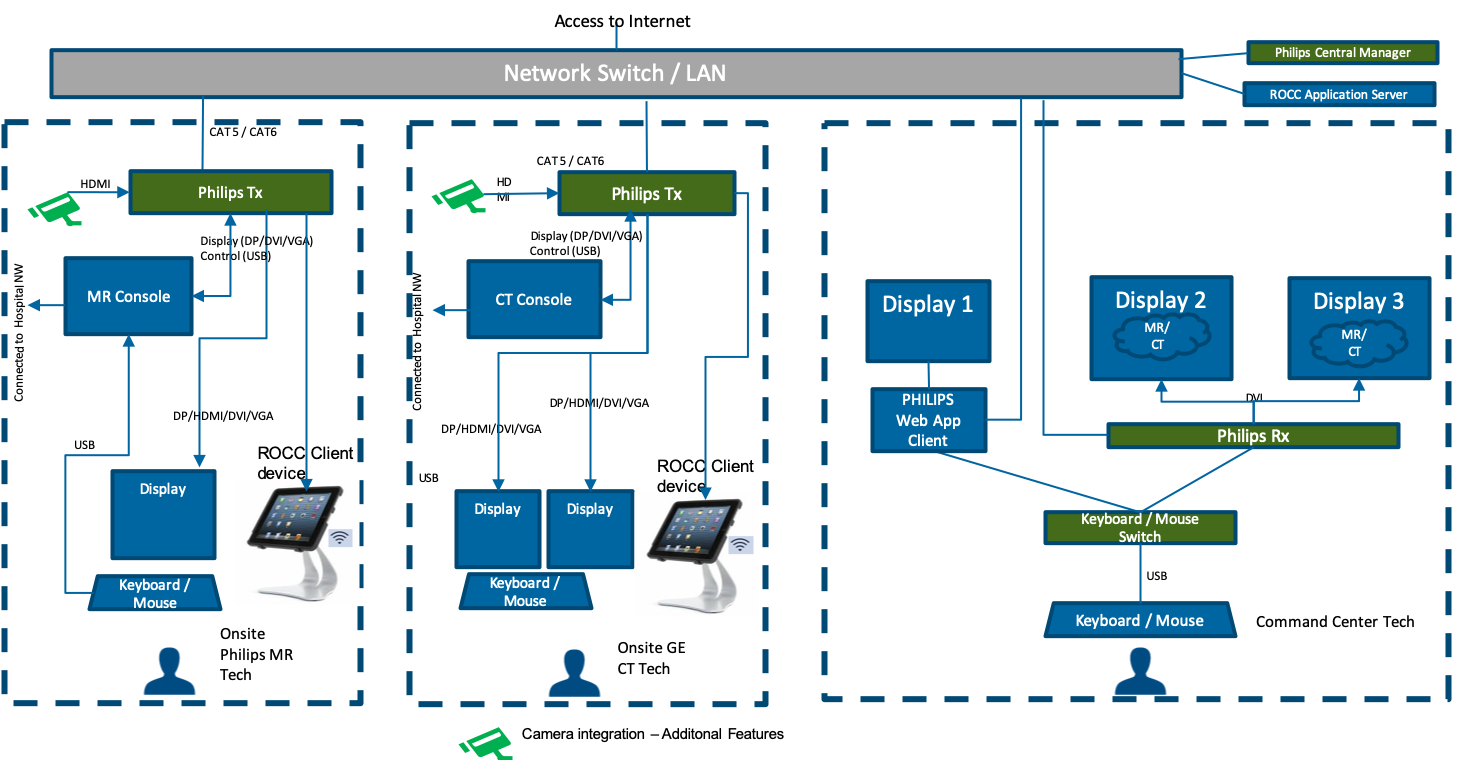 Access to Internet
Network Switch / LAN
Philips Central Manager
ROCC Application Server
CAT5 / CAT6
HDMI
Philips Tx
Display (DP/DVI/VGA)
Control (USB)
MR Console
Connected to Hospital NW
DP/HDMI/DVI/VGA
USB
ROCC Client
device
Display
Keyboard /
Mouse
Onsite
Philips MR
Tech
CAT5 / CAT6
HD
MI
Philips Tx
Display (DP/DVI/VGA)
Control (USB)
CT Console
Connected to Hospital NW
DP/HDMI/DVI/VGA
DP/HDMI/DVI/VGA
USB
ROCC Client
device
Display
Display
Keyboard /
Mouse
Onsite GE
CT Tech
Display 1
PHILIPS
Web App
Client
Display 2
MR/
CT
Display 3
MR/
CT
DVI
Philips Rx
Keyboard / Mouse
Switch
USB
Keyboard / Mouse
Command Center Tech
Camera integration – Additonal Features